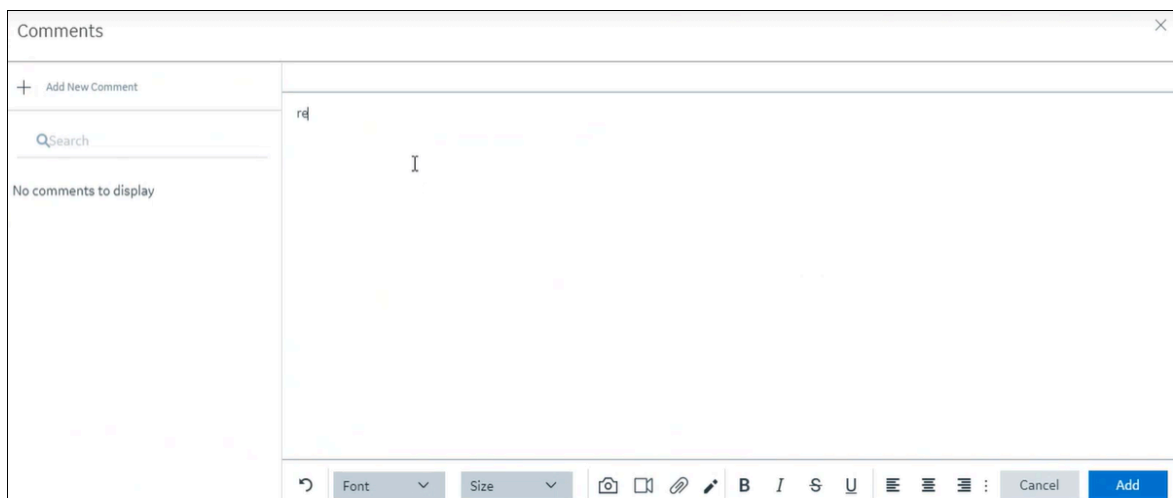 Comments
Add New Comment
Search
No comments to display
re
Font
Size
B I S U
Cancel
Add